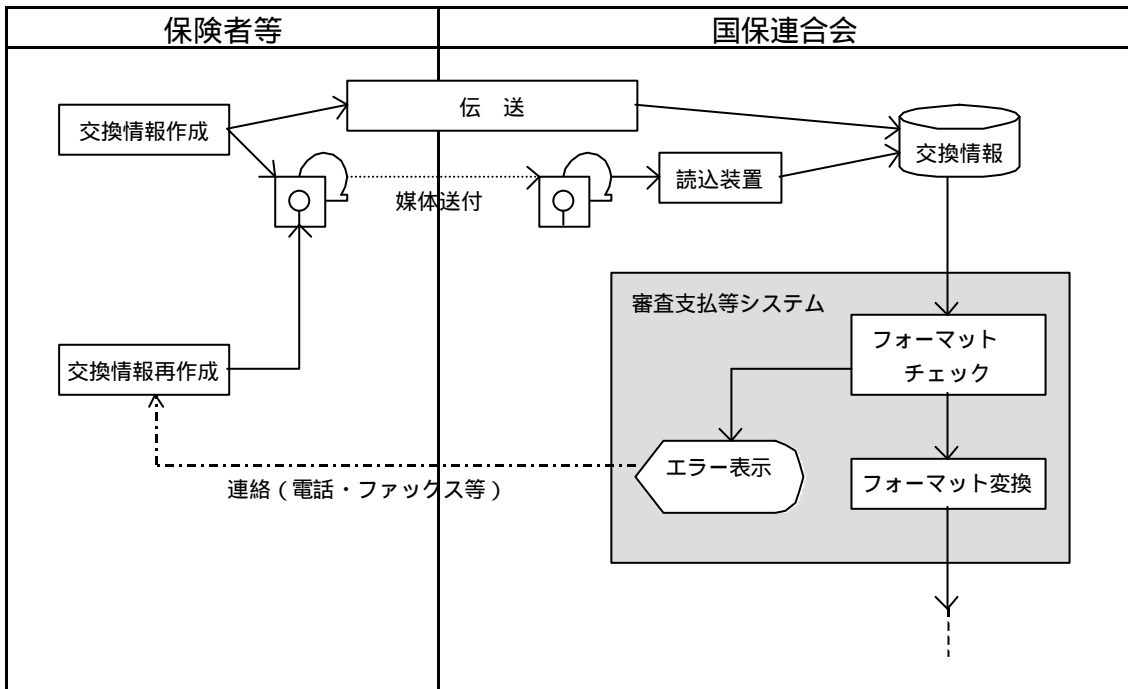 保険者等
国保連合会
伝　送
交換情報作成
交換情報
読込装置
媒体送付
審査支払等システム
フォーマット
チェック
交換情報再作成
エラー表示
フォーマット変換
連絡（電話・ファックス等）